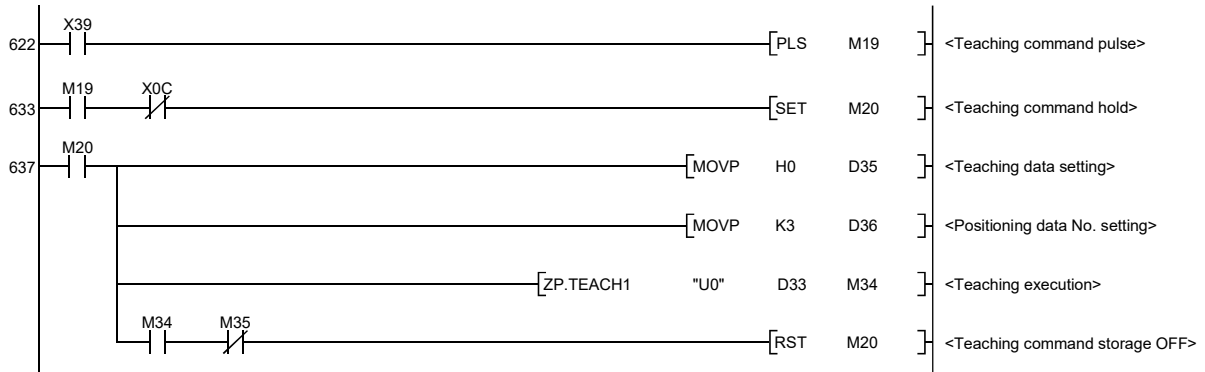 X39
622 PLS M19 <Teaching command pulse>
M19 X0C
633 SET M20 <Teaching command hold>
M20
637 MOVP H0 D35 <Teaching data setting>
MOVP K3 D36 <Positioning data No. setting>
ZP.TEACH1 "U0" D33 M34 <Teaching execution>
M34 M35
RST M20 <Teaching command storage OFF>